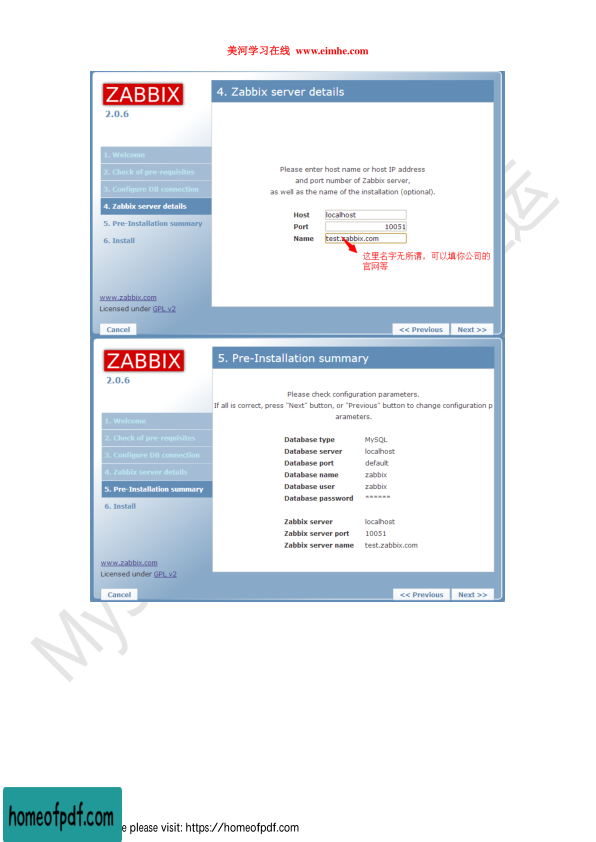 美河学习在线 www.eimhe.com
ZABBIX
2.0.6
4. Zabbix server details
1. Welcome
2. Check of pre-requisites
3. Configure DB connection
4. Zabbix server details
5. Pre-Installation summary
6. Install
Please enter host name or host IP address
and port number of Zabbix server,
as well as the name of the installation (optional).
Host localhost
Port 10051
Name test.zabbix.com
这里名字无所谓，可以填你公司的
官网等
www.zabbix.com
Licensed under GPL v2
Cancel
<< Previous Next >>
ZABBIX
2.0.6
5. Pre-Installation summary
1. Welcome
2. Check of pre-requisites
3. Configure DB connection
4. Zabbix server details
5. Pre-Installation summary
6. Install
Please check configuration parameters.
If all is correct, press "Next" button, or "Previous" button to change configuration p
arameters.
Database type MySQL
Database server localhost
Database port default
Database name zabbix
Database user zabbix
Database password ******
Zabbix server localhost
Zabbix server port 10051
Zabbix server name test.zabbix.com
www.zabbix.com
Licensed under GPL v2
Cancel
<< Previous Next >>
homeofpdf.com
e please visit: https://homeofpdf.com